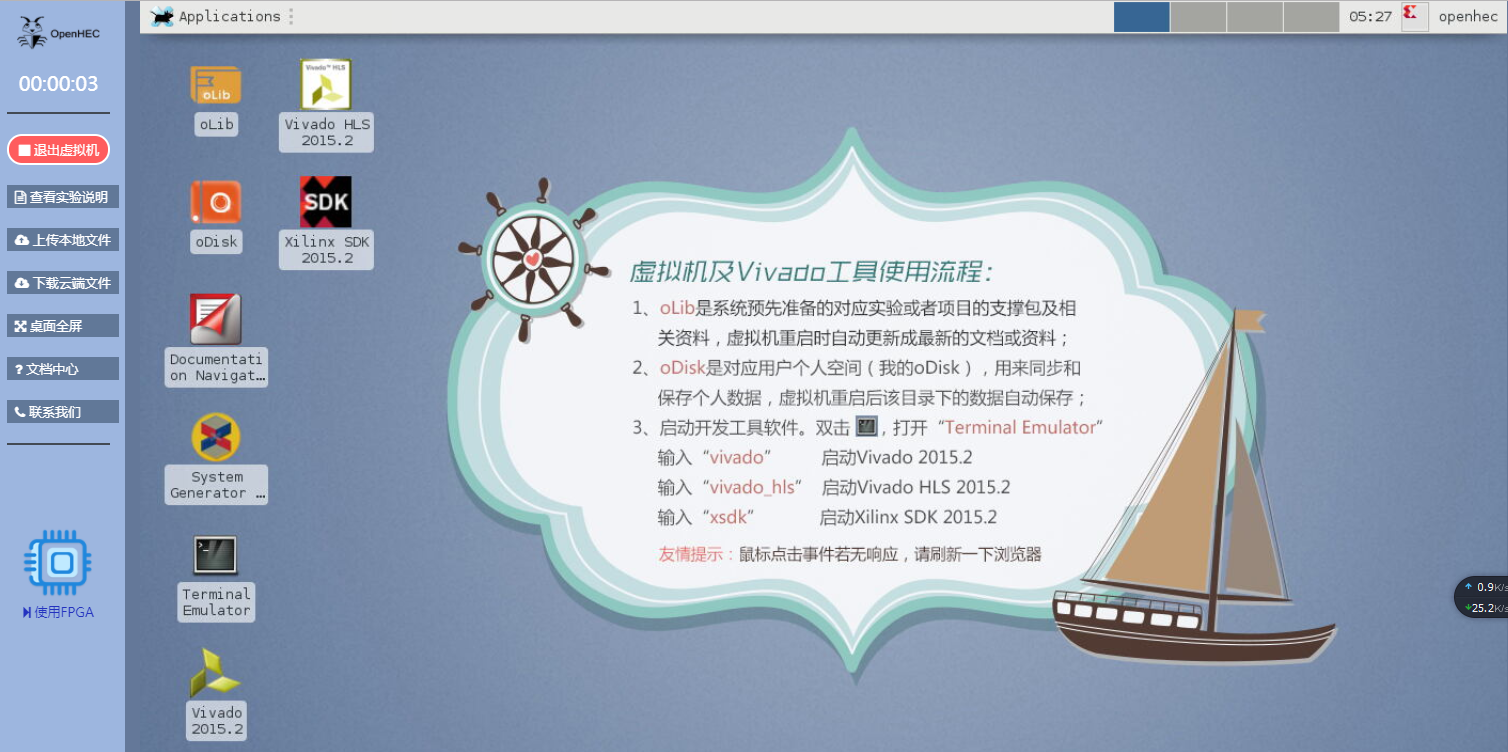 OpenHEC
00:00:03
退出虚拟机
查看实验说明
上传本地文件
下载云端文件
桌面全屏
? 文档中心
联系我们
使用FPGA
Applications
05:27
openhec
oLib
oLib
Vivado™ HLS
Vivado HLS
2015.2
oDisk
SDK
Xilinx SDK
2015.2
Documentati
on Navigat…
System
Generator …
Terminal
Emulator
Vivado
2015.2
虚拟机及Vivado工具使用流程：
1、oLib是系统预先准备的对应实验或者项目的支撑包及相
关资料，虚拟机重启时自动更新成最新的文档或资料；
2、oDisk是对应用户个人空间（我的oDisk），用来同步和
保存个人数据，虚拟机重启后该目录下的数据自动保存；
3、启动开发工具软件。双击 ，打开“Terminal Emulator”
输入“vivado” 启动Vivado 2015.2
输入“vivado_hls” 启动Vivado HLS 2015.2
输入“xsdk” 启动Xilinx SDK 2015.2
友情提示：鼠标点击事件若无响应，请刷新一下浏览器
0.9K/s
25.2K/s